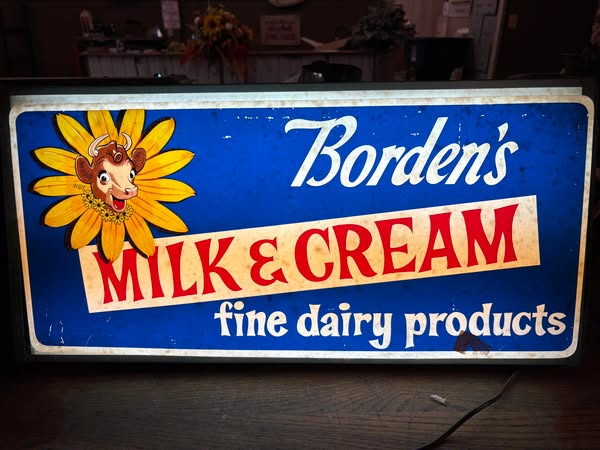 Borden's
MILK & CREAM
fine dairy products